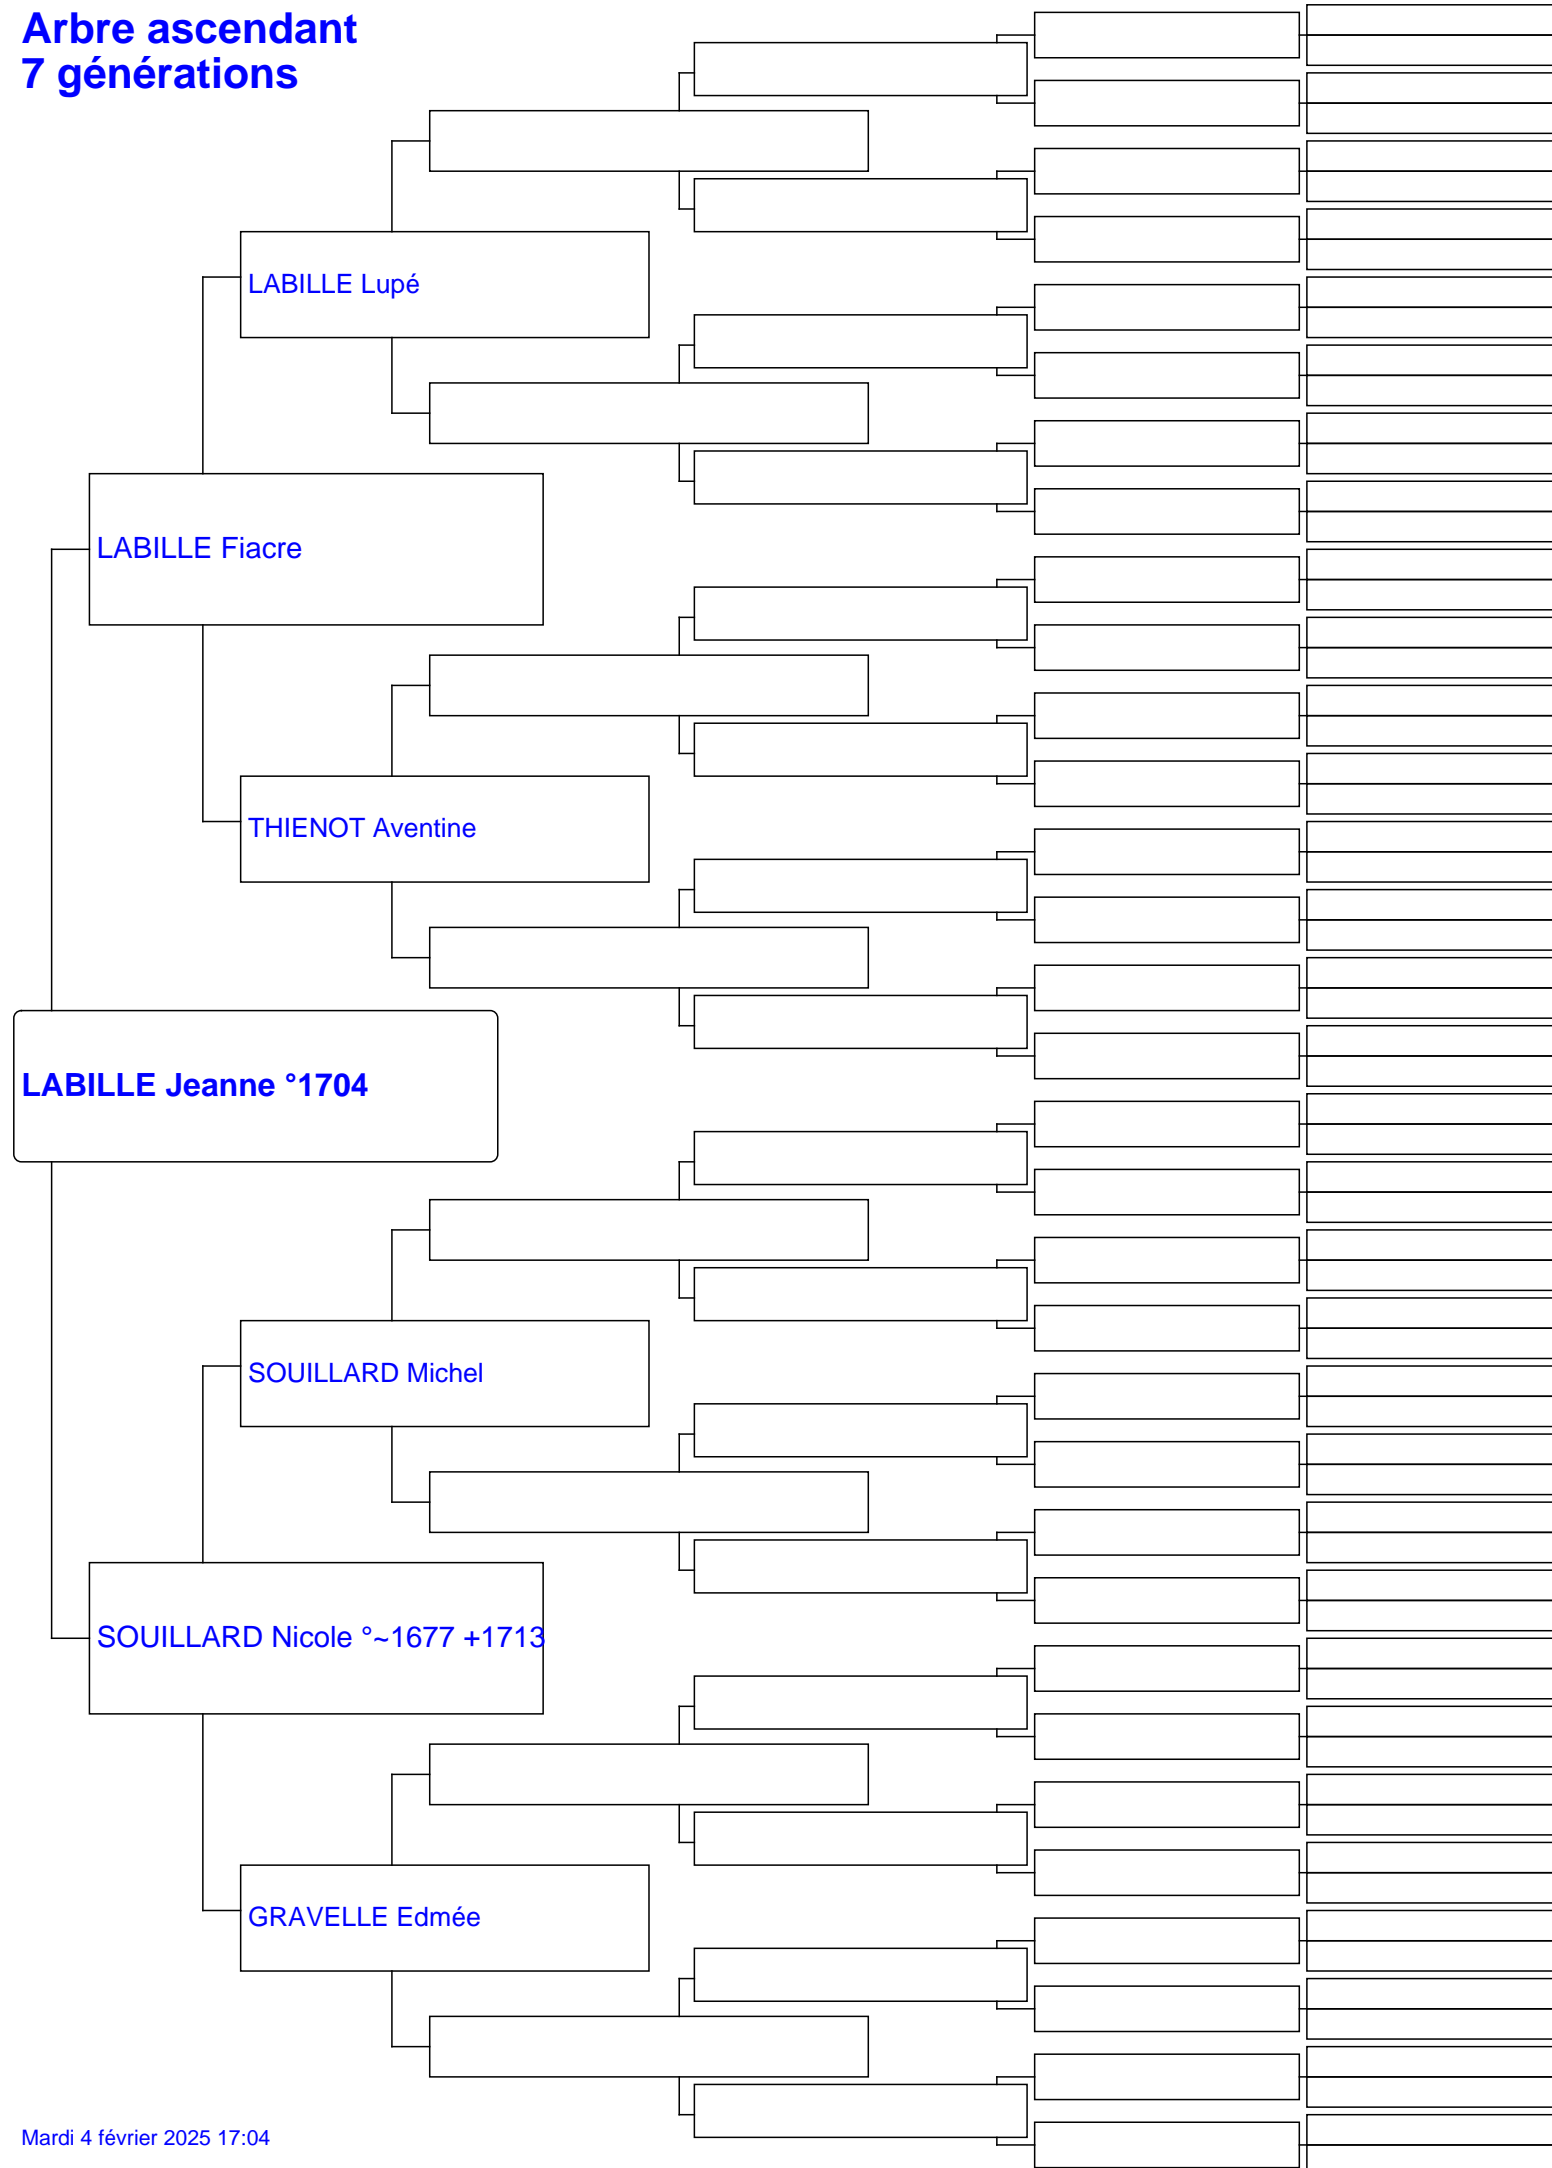 Arbre ascendant
7 générations
LABILLE Lupé
LABILLE Fiacre
THIENOT Aventine
LABILLE Jeanne °1704
SOUILLARD Michel
SOUILLARD Nicole °~1677 +1713
GRAVELLE Edmée
Mardi 4 février 2025 17:04